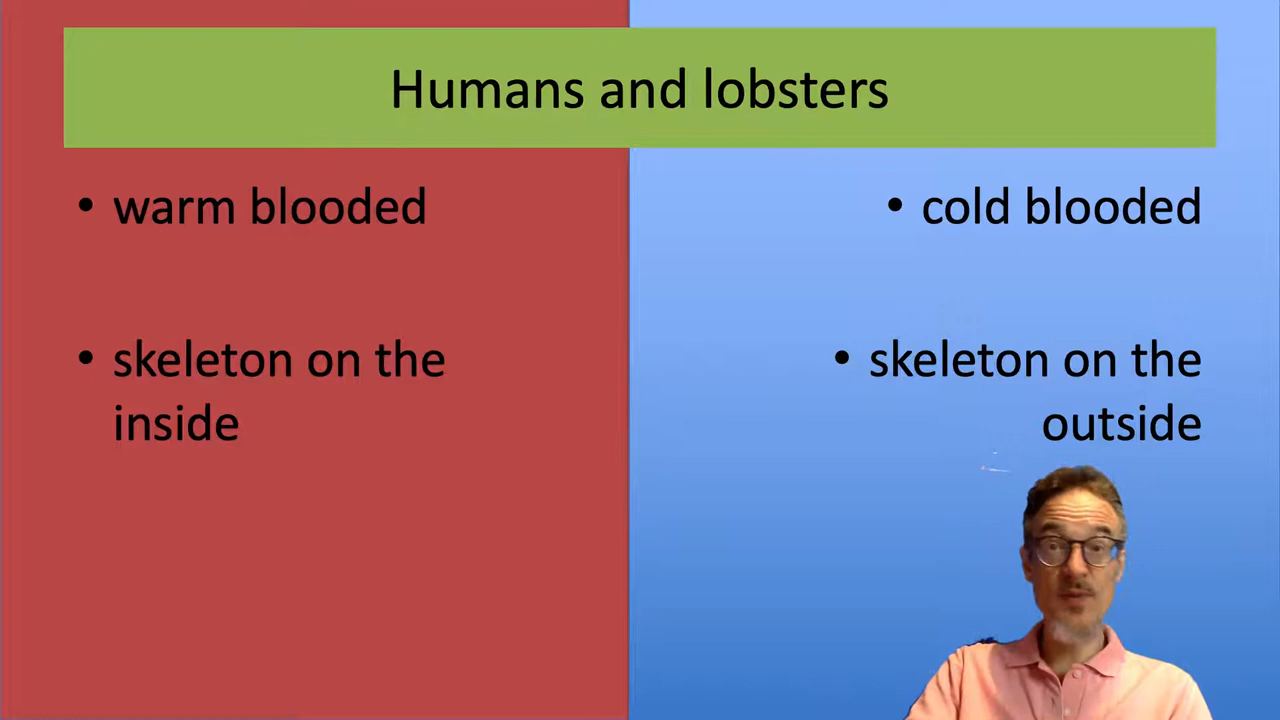 Humans and lobsters
• warm blooded
• skeleton on the
inside
• cold blooded
• skeleton on the
outside